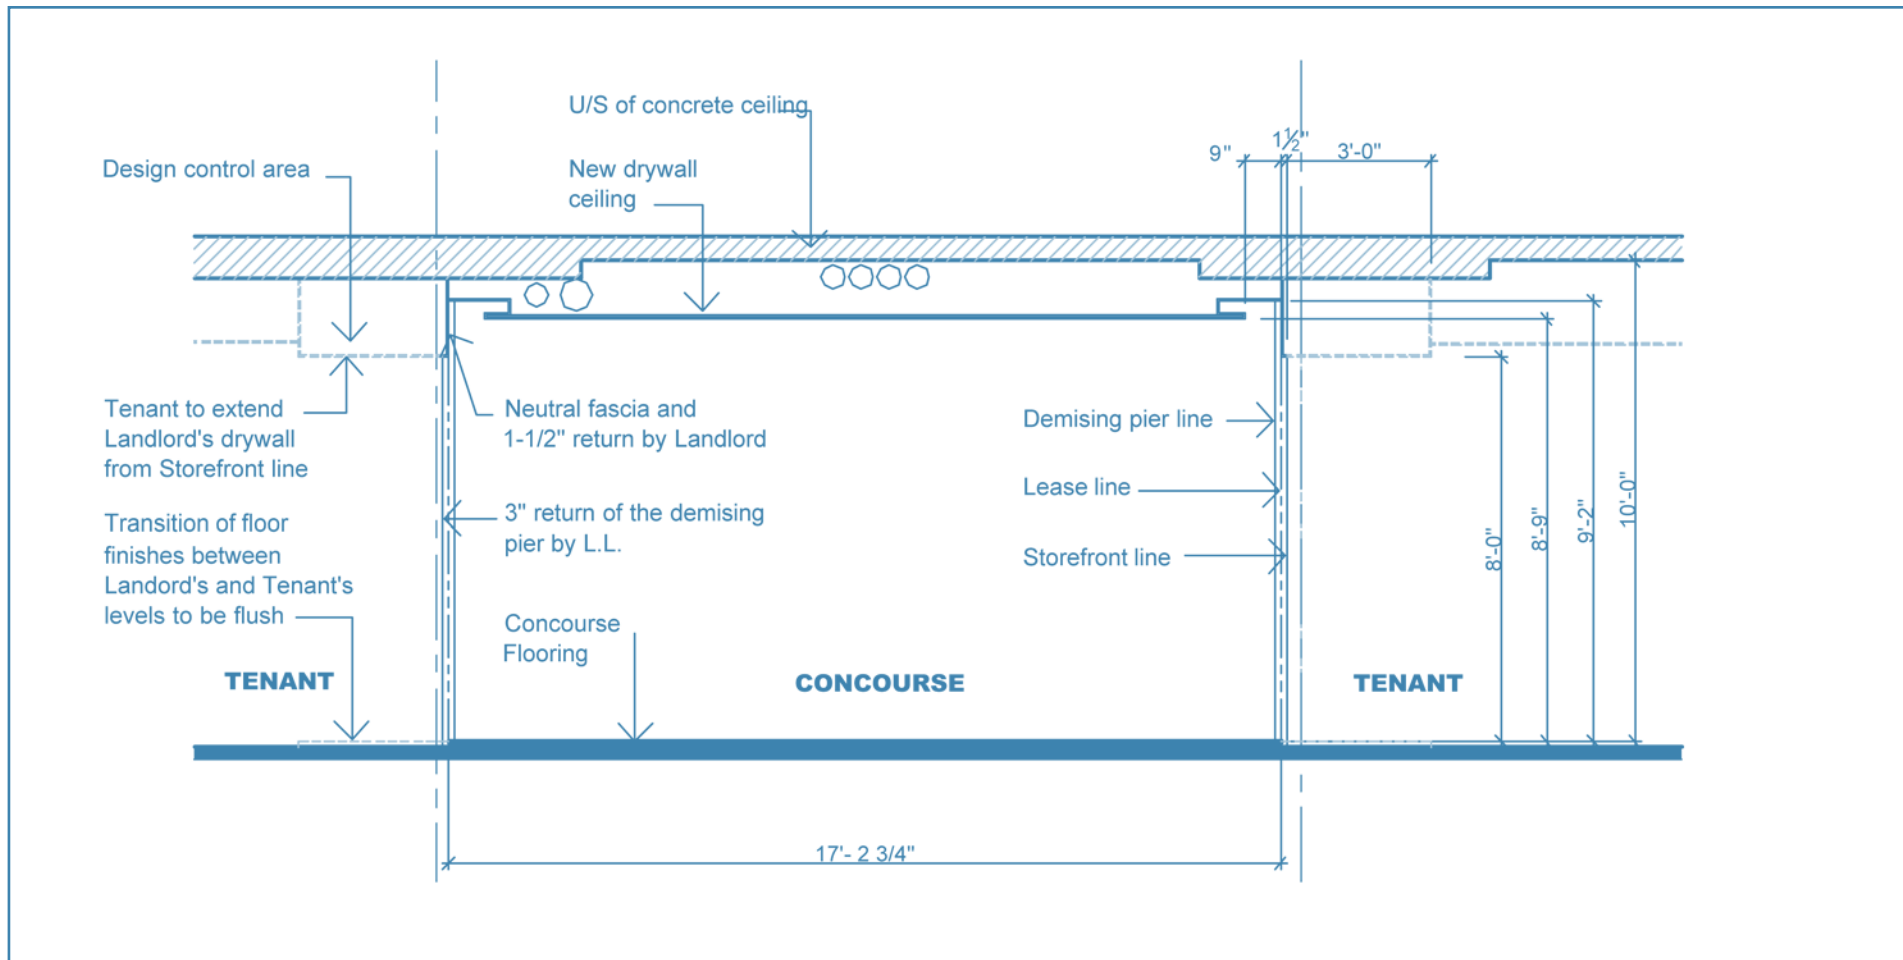 U/S of concrete ceiling
Design control area
New drywall
ceiling
9"
1 1/2"
3'-0"
Tenant to extend
Landlord's drywall
from Storefront line
Neutral fascia and
1-1/2" return by Landlord
Demising pier line
Lease line
Storefront line
3" return of the demising
pier by L.L.
Transition of floor
finishes between
Landord's and Tenant's
levels to be flush
Concourse
Flooring
8'-0"
8'-9"
9'-2"
10'-0"
TENANT
CONCOURSE
TENANT
17'- 2 3/4"